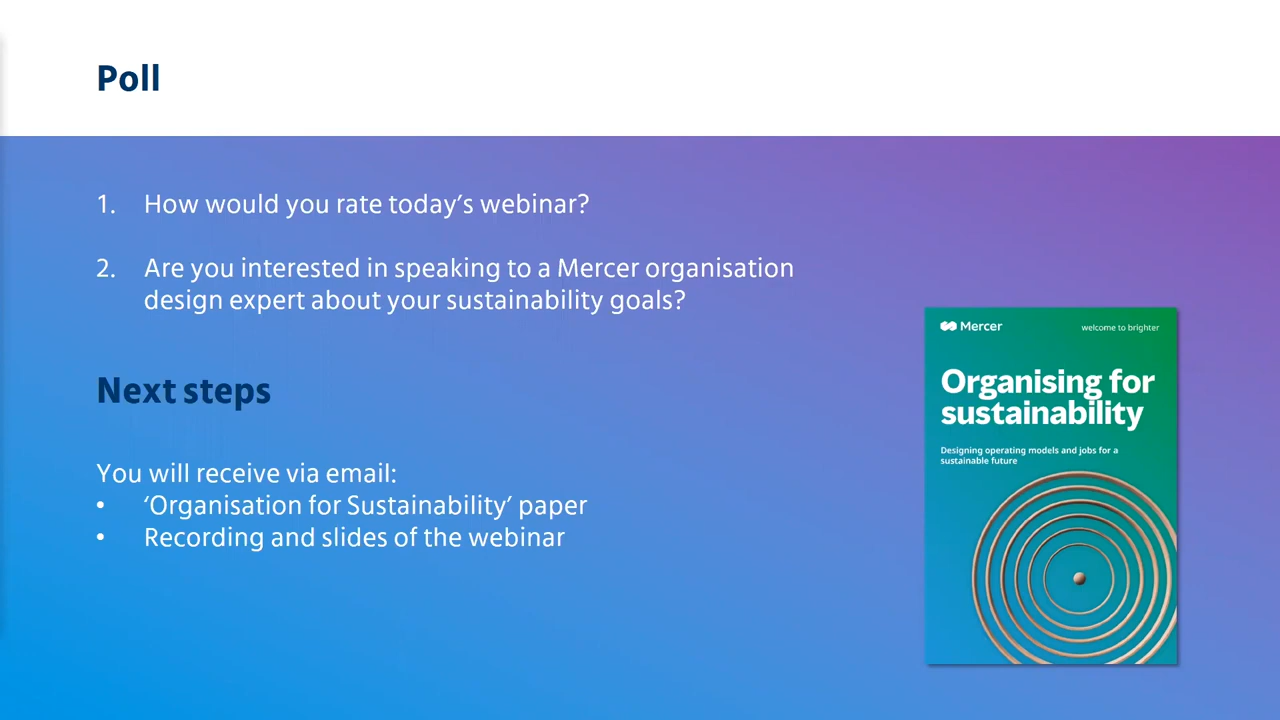 Poll
1. How would you rate today’s webinar?
2. Are you interested in speaking to a Mercer organisation
design expert about your sustainability goals?
Next steps
You will receive via email:
• ‘Organisation for Sustainability’ paper
• Recording and slides of the webinar
Mercer
welcome to brighter
Organising for
sustainability
Designing operating models and jobs for a
sustainable future